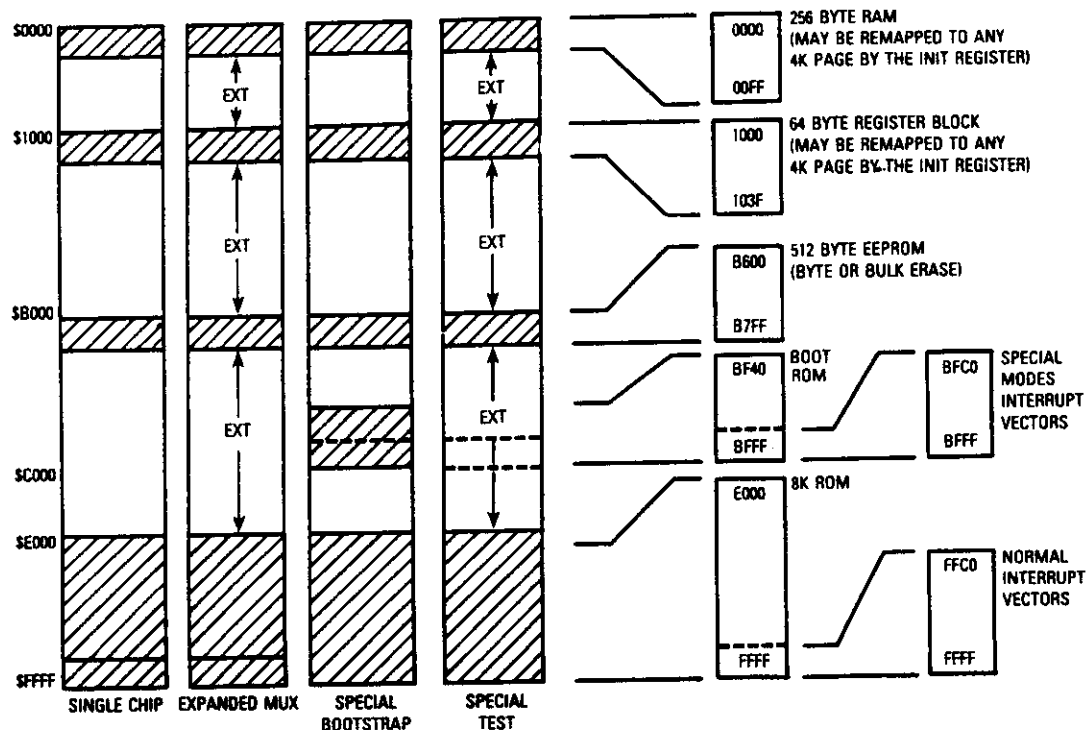 $0000
$1000
$B000
$C000
$E000
$FFFF
EXT
EXT
EXT
SINGLE CHIP
EXPANDED MUX
SPECIAL
BOOTSTRAP
EXT
EXT
EXT
SPECIAL
TEST
0000
00FF
256 BYTE RAM
(MAY BE REMAPPED TO ANY
4K PAGE BY THE INIT REGISTER)
1000
103F
64 BYTE REGISTER BLOCK
(MAY BE REMAPPED TO ANY
4K PAGE BY THE INIT REGISTER)
B600
B7FF
512 BYTE EEPROM
(BYTE OR BULK ERASE)
BF40
BFFF
BOOT
ROM
BFC0
BFFF
SPECIAL
MODES
INTERRUPT
VECTORS
E000
FFFF
8K ROM
FFC0
FFFF
NORMAL
INTERRUPT
VECTORS